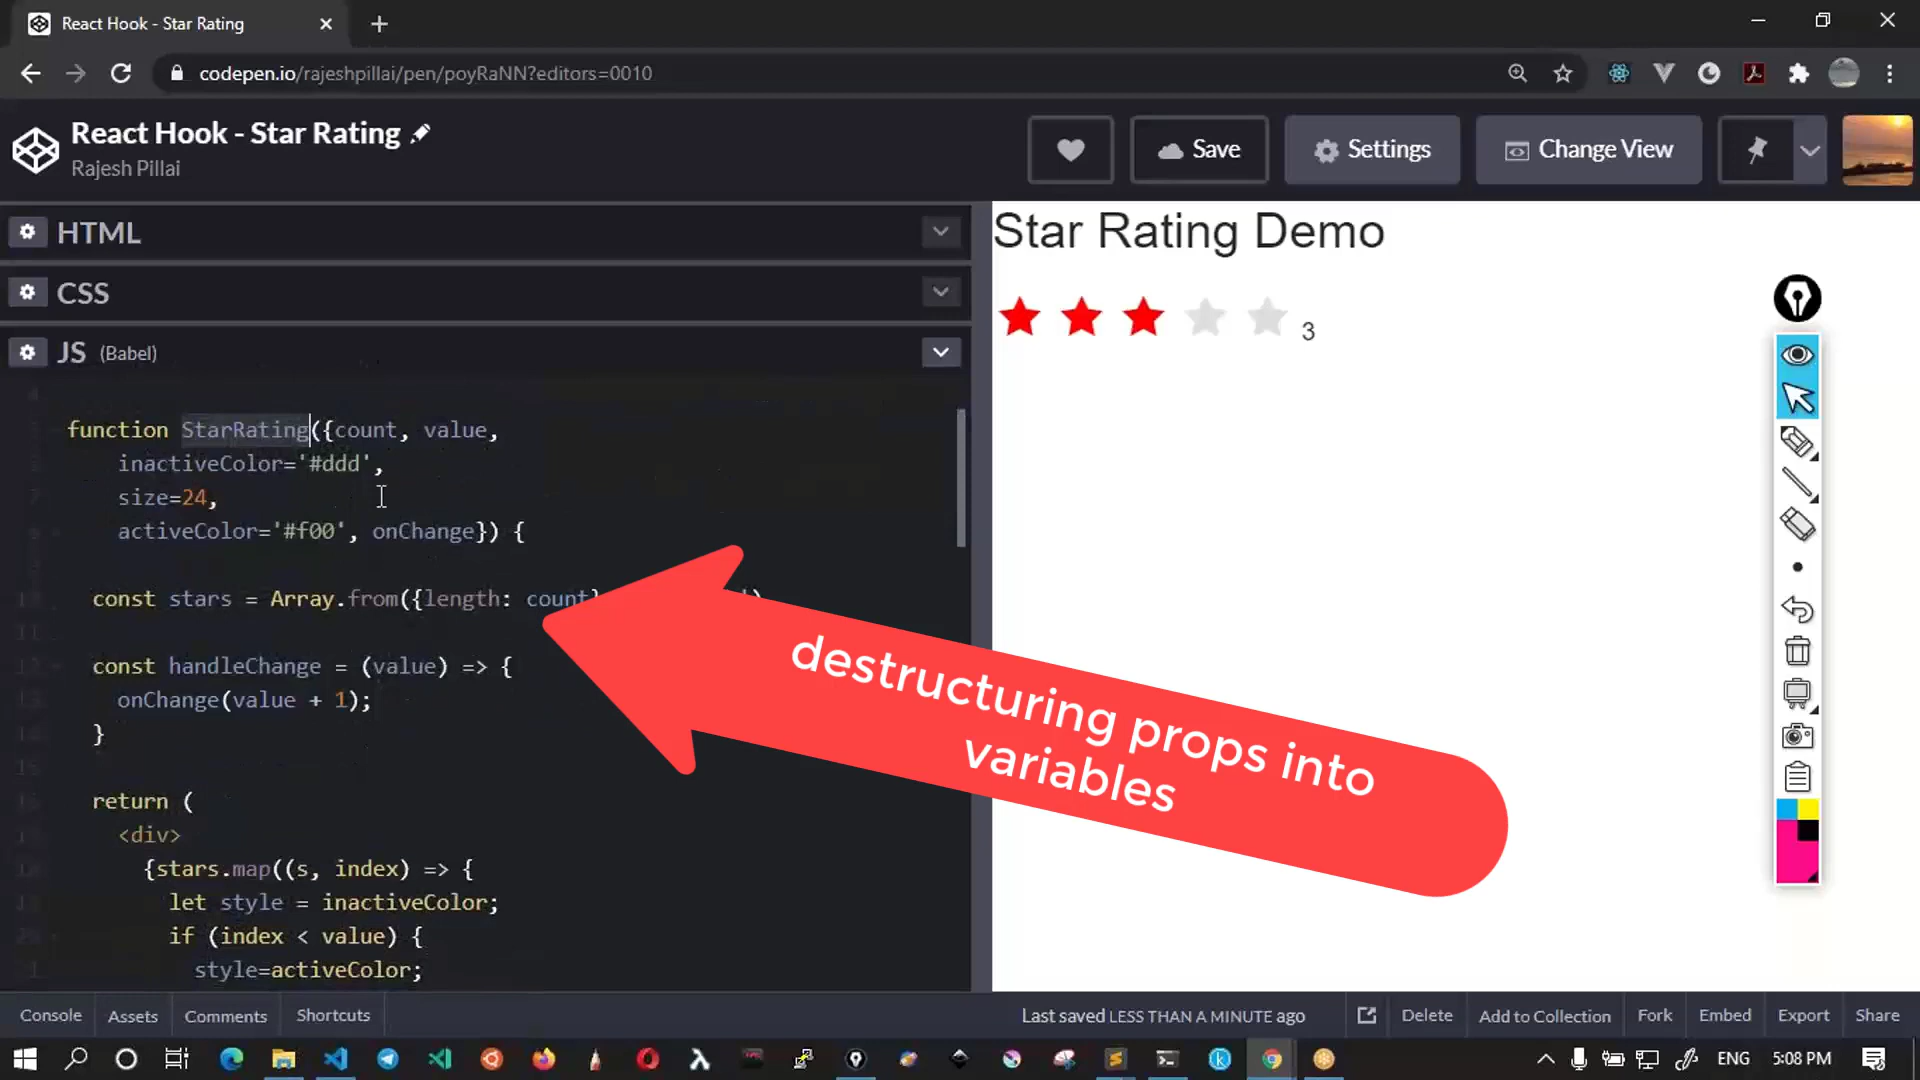 React Hook - Star Rating
codepen.io/rajeshpillai/pen/poyRaNN?editors=0010
React Hook - Star Rating
Rajesh Pillai
Save
Settings
Change View
HTML
CSS
JS (Babel)
function StarRating({count, value,
inactiveColor='#ddd',
size=24,
activeColor='#f00', onChange}) {
const stars = Array.from({length: count}
const handleChange = (value) => {
onChange(value + 1);
}
return (
<div>
{stars.map((s, index) => {
let style = inactiveColor;
if (index < value) {
style=activeColor;
Star Rating Demo
3
destructuring props into
variables
Console
Assets
Comments
Shortcuts
Last saved LESS THAN A MINUTE ago
Delete
Add to Collection
Fork
Embed
Export
Share
ENG
5:08 PM